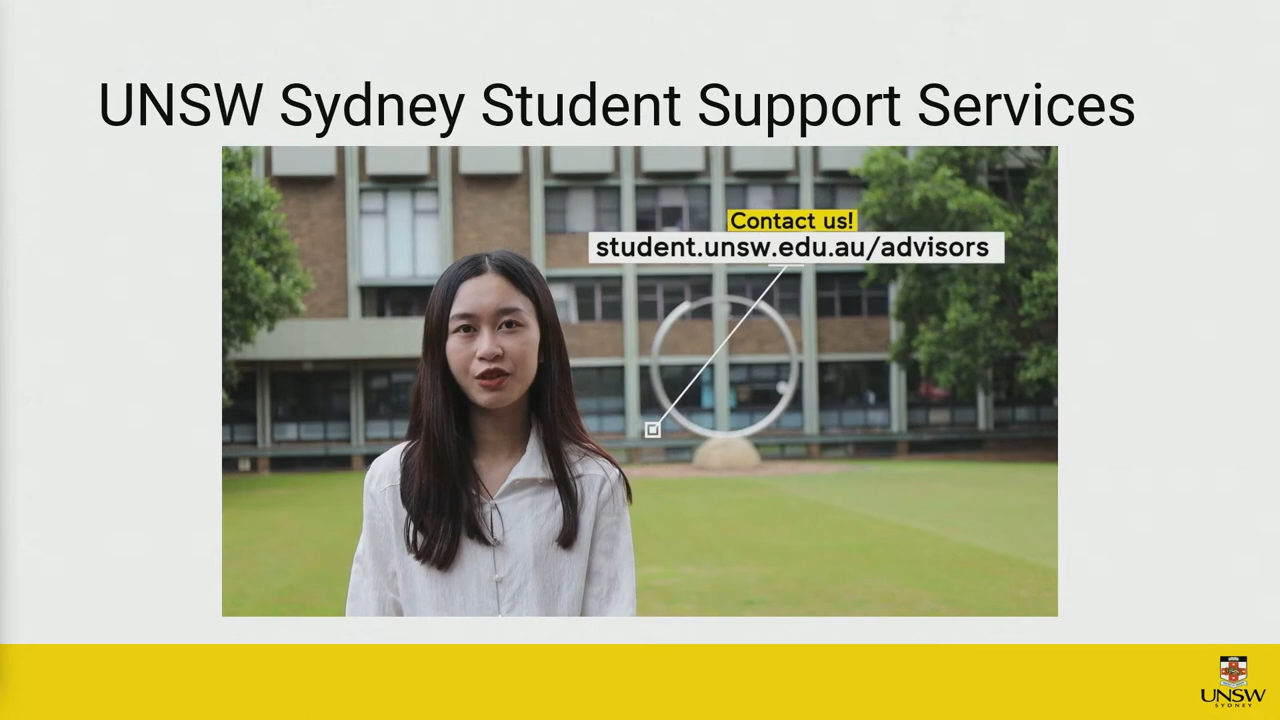 UNSW Sydney Student Support Services
Contact us!
student.unsw.edu.au/advisors
UNSW
SYDNEY